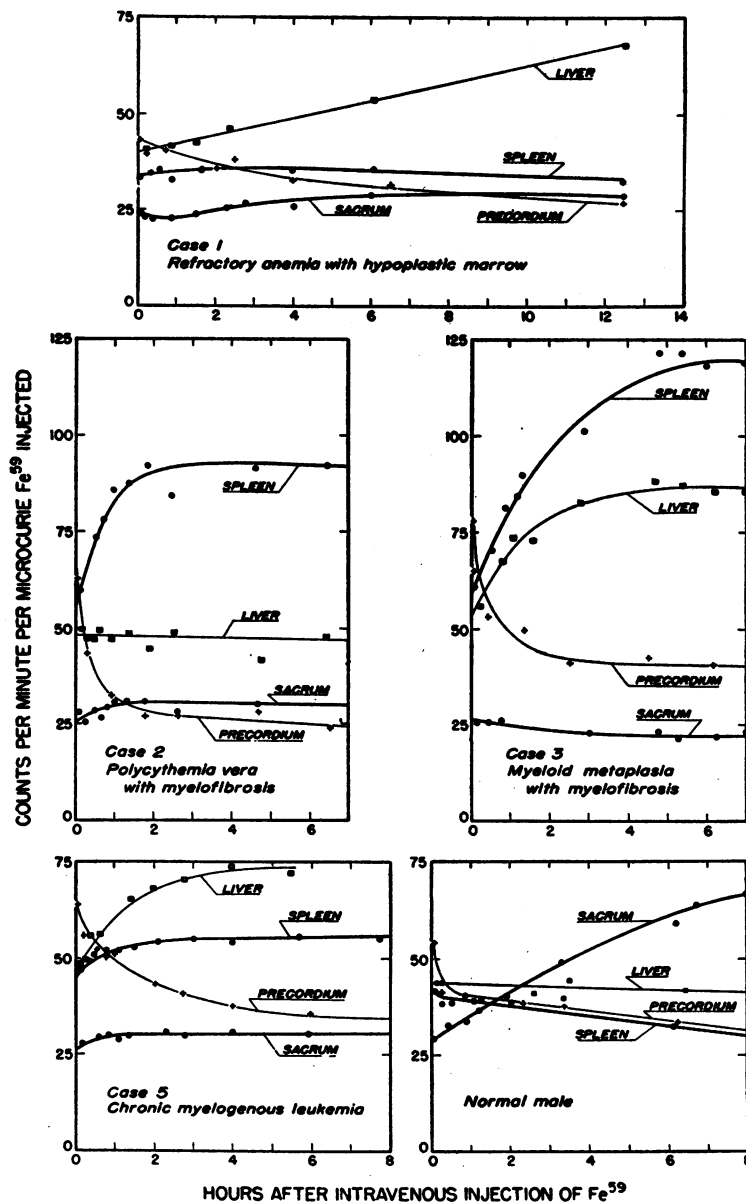 COUNTS PER MINUTE PER MICROCURIE Fe⁵⁹ INJECTED
75
50
25
0
LIVER
SPLEEN
SACRUM
PRECORDIUM
Case 1
Refractory anemia with hypoplastic marrow
0 2 4 6 8 10 12 14
125
100
75
50
25
0
SPLEEN
LIVER
SACRUM
PRECORDIUM
Case 2
Polycythemia vera
with myelofibrosis
0 2 4 6
125
100
75
50
25
0
SPLEEN
LIVER
PRECORDIUM
SACRUM
Case 3
Myeloid metaplasia
with myelofibrosis
0 2 4 6
75
50
25
0
LIVER
SPLEEN
PRECORDIUM
SACRUM
Case 5
Chronic myelogenous leukemia
0 2 4 6 8
75
50
25
0
SACRUM
LIVER
PRECORDIUM
SPLEEN
Normal male
0 2 4 6 8
HOURS AFTER INTRAVENOUS INJECTION OF Fe⁵⁹